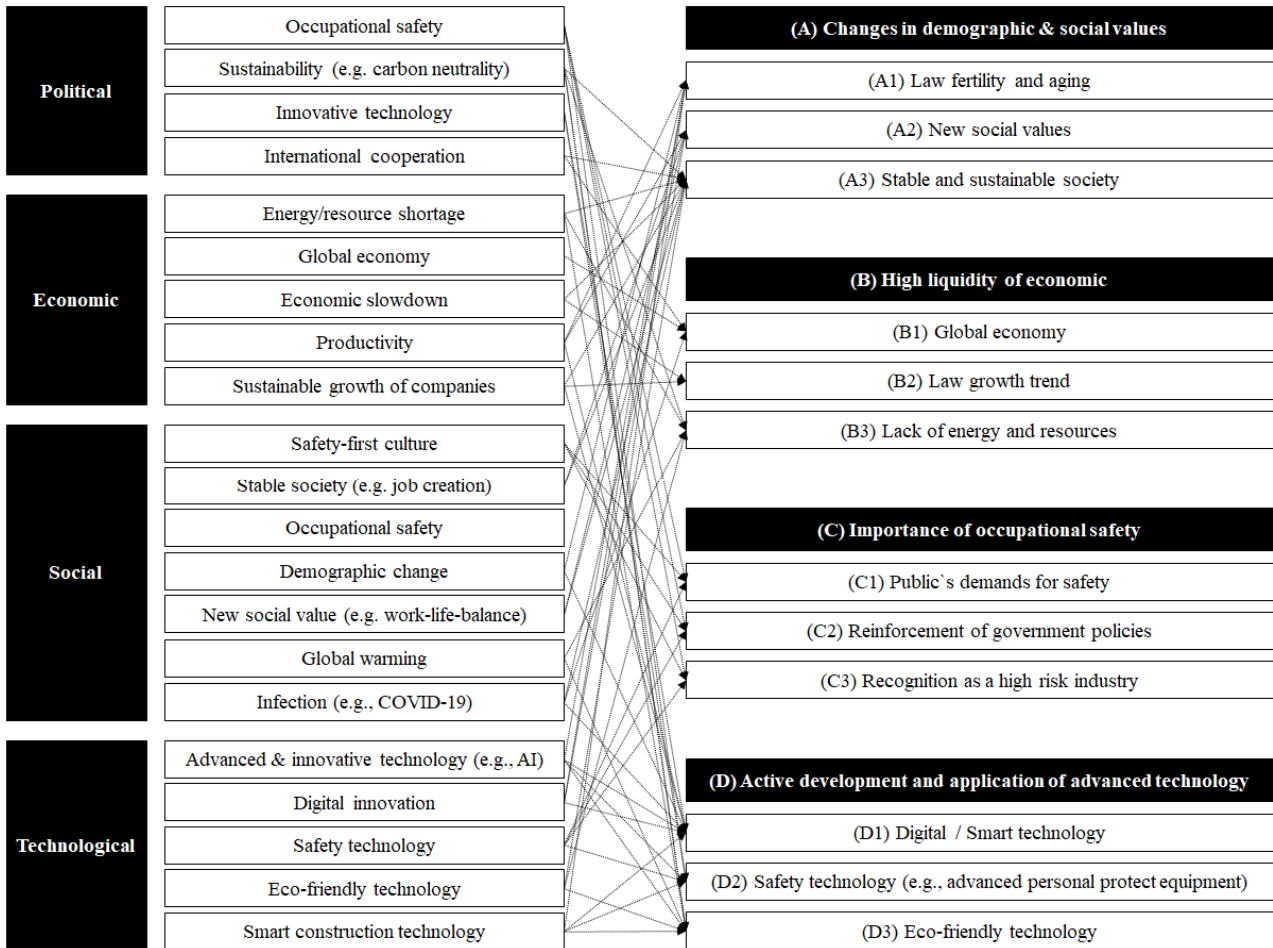 Political
Occupational safety
Sustainability (e.g. carbon neutrality)
Innovative technology
International cooperation
Economic
Energy/resource shortage
Global economy
Economic slowdown
Productivity
Sustainable growth of companies
Social
Safety-first culture
Stable society (e.g. job creation)
Occupational safety
Demographic change
New social value (e.g. work-life-balance)
Global warming
Infection (e.g., COVID-19)
Technological
Advanced & innovative technology (e.g., AI)
Digital innovation
Safety technology
Eco-friendly technology
Smart construction technology
(A) Changes in demographic & social values
(A1) Law fertility and aging
(A2) New social values
(A3) Stable and sustainable society
(B) High liquidity of economic
(B1) Global economy
(B2) Law growth trend
(B3) Lack of energy and resources
(C) Importance of occupational safety
(C1) Public`s demands for safety
(C2) Reinforcement of government policies
(C3) Recognition as a high risk industry
(D) Active development and application of advanced technology
(D1) Digital / Smart technology
(D2) Safety technology (e.g., advanced personal protect equipment)
(D3) Eco-friendly technology